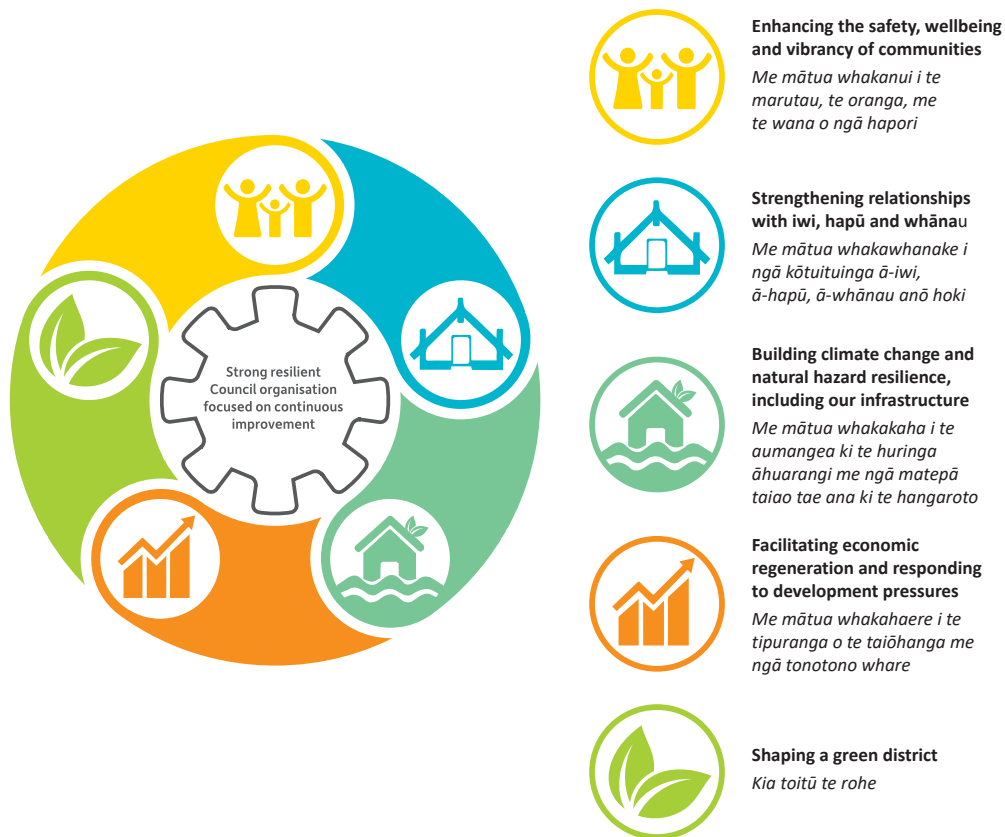 Strong resilient
Council organisation
focused on continuous
improvement
Enhancing the safety, wellbeing
and vibrancy of communities
Me mātua whakanui i te
marutau, te oranga, me
te wana o ngā hapori
Strengthening relationships
with iwi, hapū and whānau
Me mātua whakawhanake i
ngā kōtuituinga ā-iwi,
ā-hapū, ā-whānau anō hoki
Building climate change and
natural hazard resilience,
including our infrastructure
Me mātua whakakaha i te
aumangea ki te huringa
āhuarangi me ngā matepā
taiao tae ana ki te hangaroto
Facilitating economic
regeneration and responding
to development pressures
Me mātua whakahaere i te
tipuranga o te taiōhanga me
ngā tonotono whare
Shaping a green district
Kia toitū te rohe